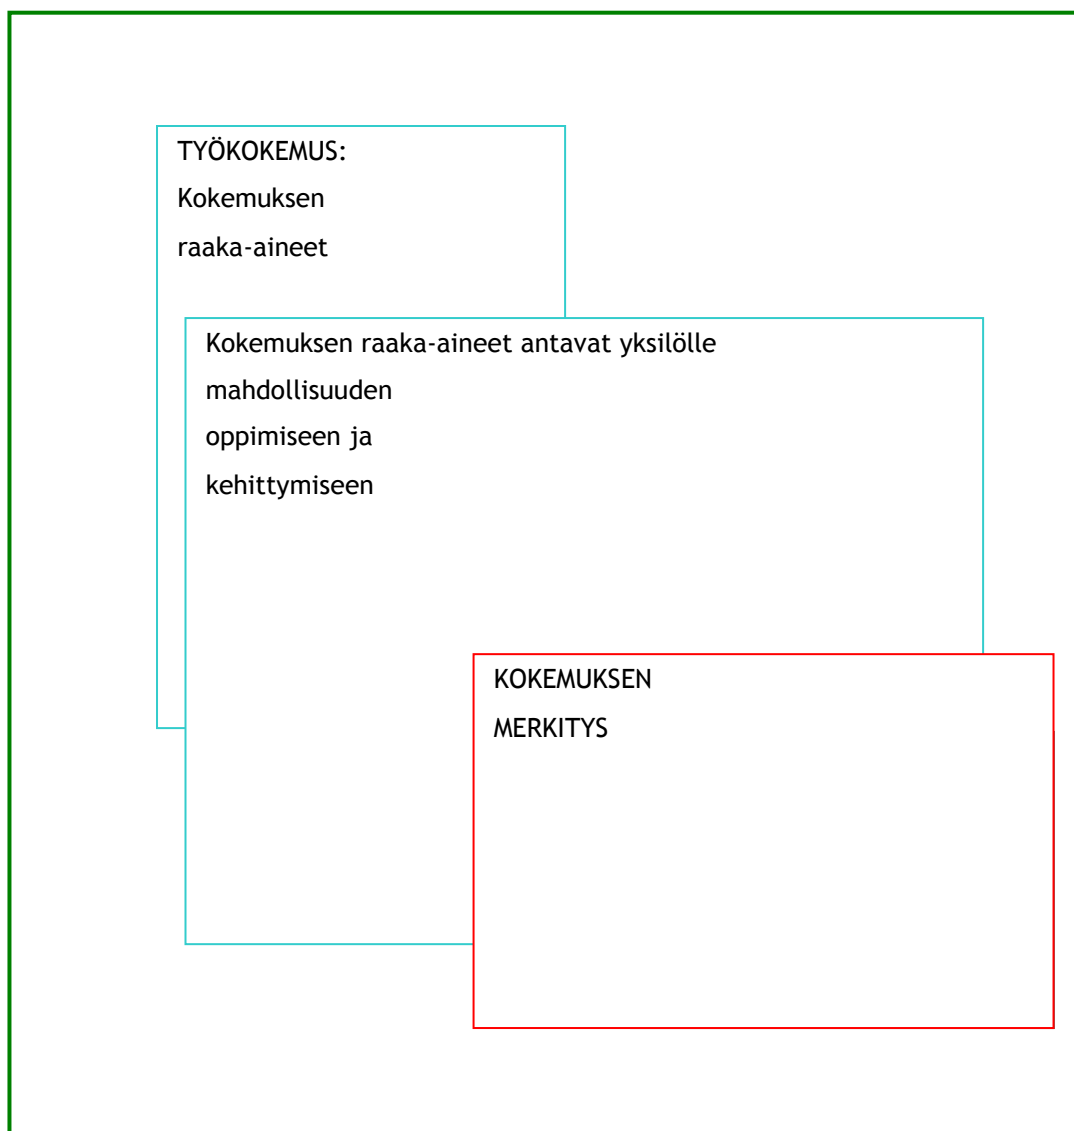 TYÖKOKEMUS:
Kokemuksen
raaka-aineet
Kokemuksen raaka-aineet antavat yksilölle
mahdollisuuden
oppimiseen ja
kehittymiseen
KOKEMUKSEN
MERKITYS